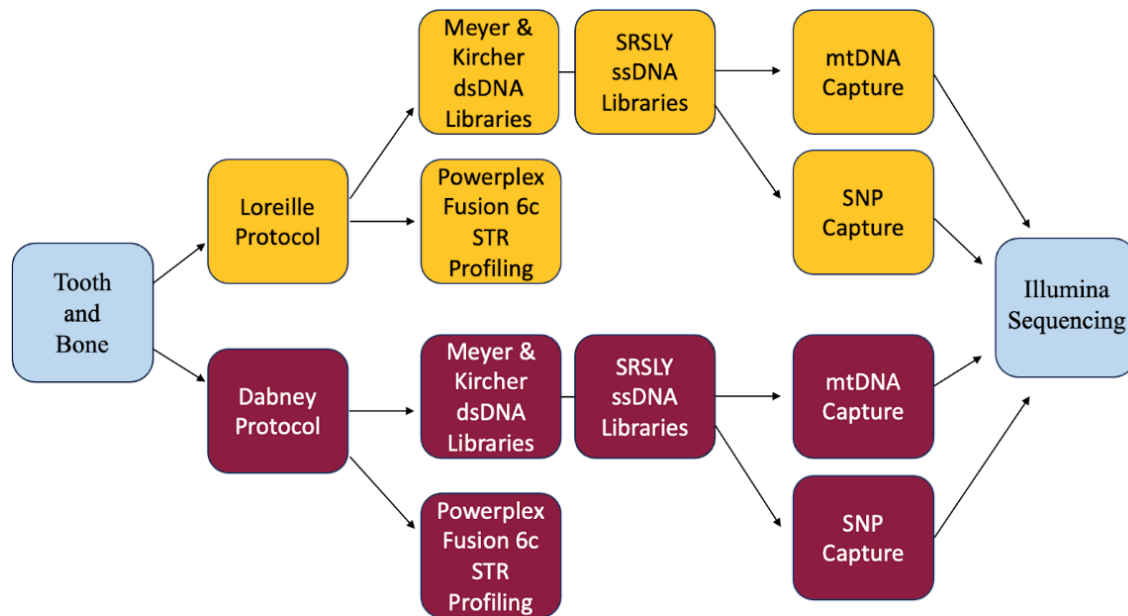 Tooth
and
Bone
Loreille
Protocol
Meyer &
Kircher
dsDNA
Libraries
SRSLY
ssDNA
Libraries
mtDNA
Capture
Powerplex
Fusion 6c
STR
Profiling
SNP
Capture
Dabney
Protocol
Meyer &
Kircher
dsDNA
Libraries
SRSLY
ssDNA
Libraries
mtDNA
Capture
Powerplex
Fusion 6c
STR
Profiling
SNP
Capture
Illumina
Sequencing